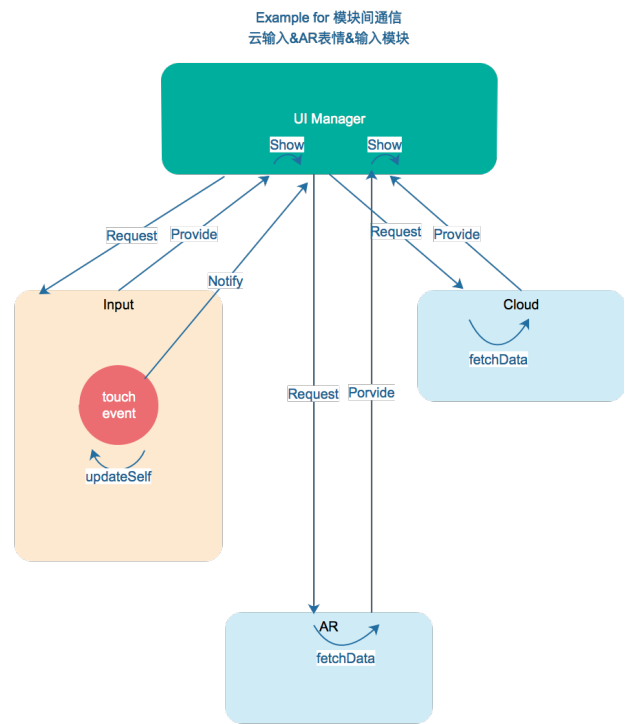 Example for 模块间通信
云输入&AR表情&输入模块
UI Manager
Show
Show
Request
Provide
Request
Provide
Notify
Input
Cloud
fetchData
touch
event
Request
Porvide
updateSelf
AR
fetchData